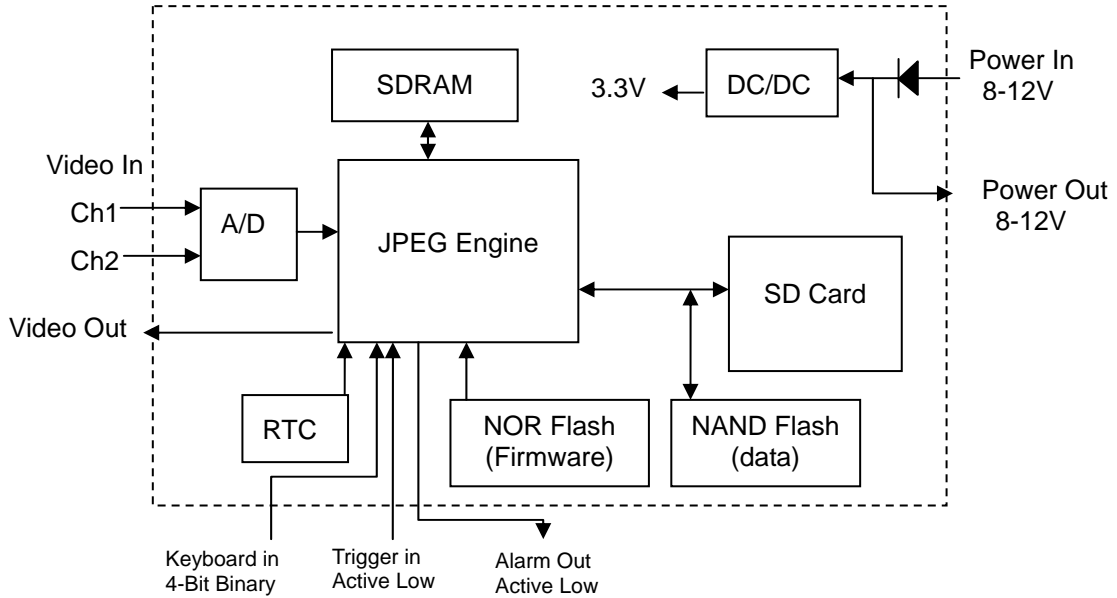 SDRAM
3.3V
DC/DC
Power In
8-12V
Power Out
8-12V
Video In
Ch1
Ch2
A/D
JPEG Engine
SD Card
Video Out
RTC
NOR Flash
(Firmware)
NAND Flash
(data)
Keyboard in
4-Bit Binary
Trigger in
Active Low
Alarm Out
Active Low